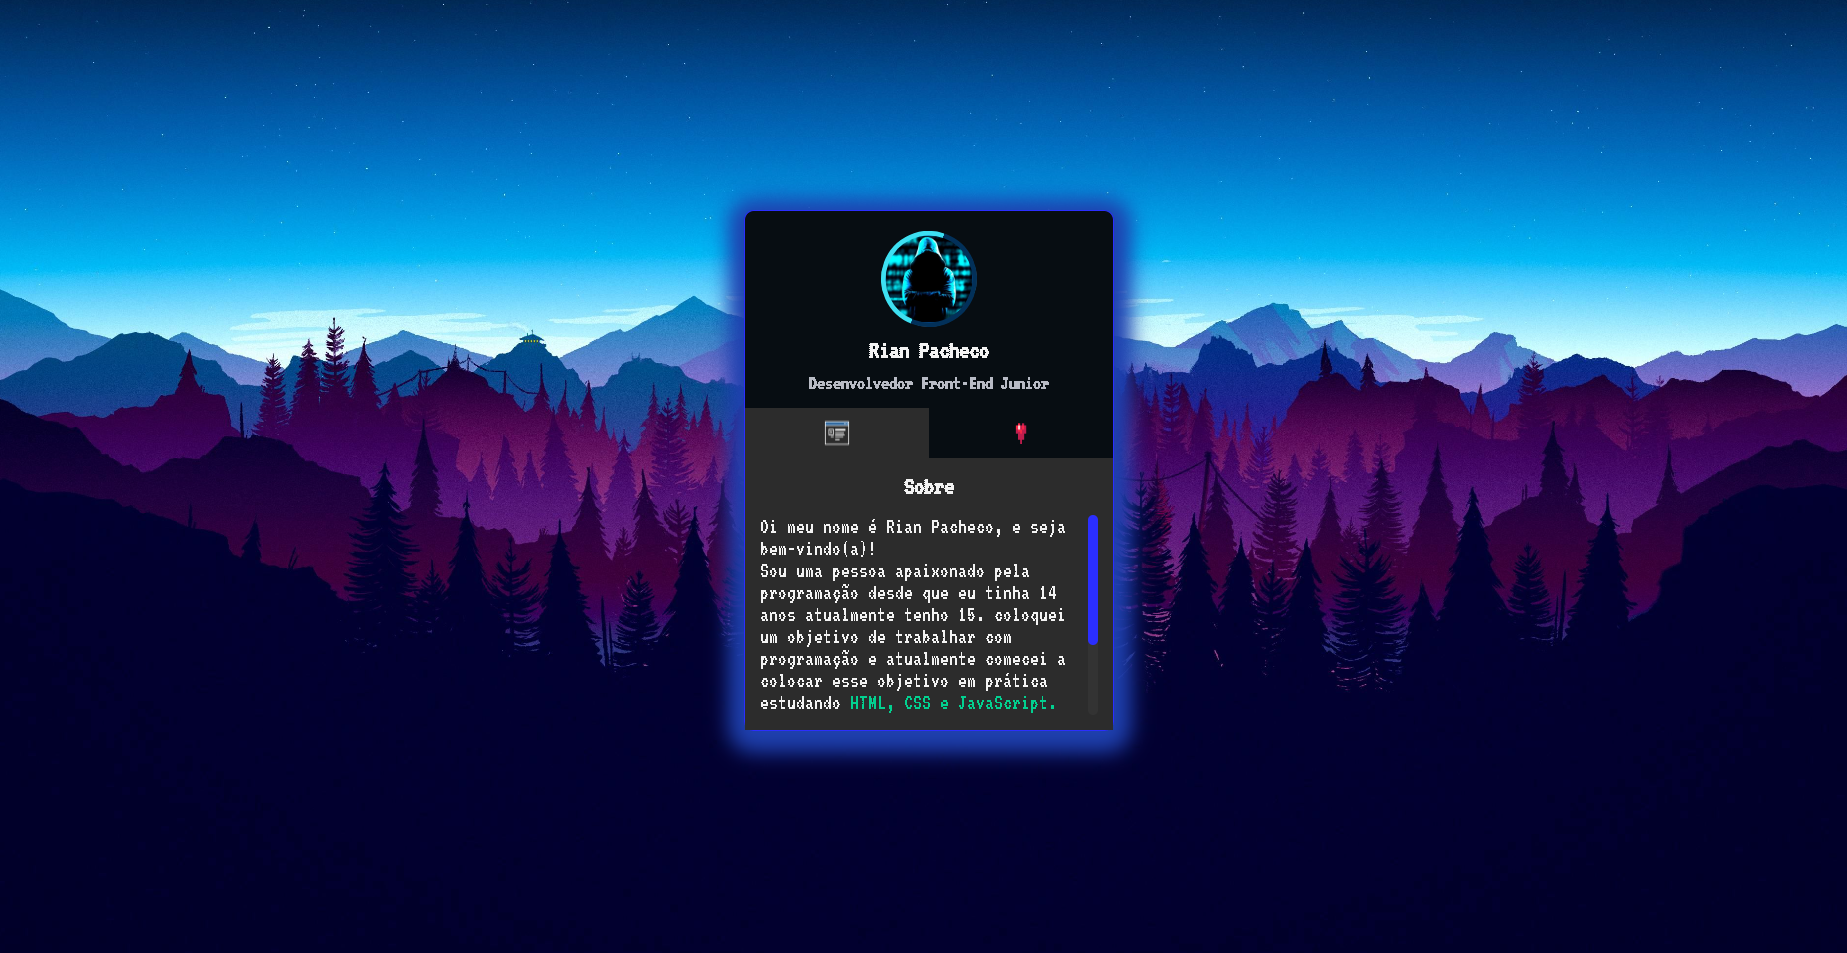 Rian Pacheco
Desenvolvedor Front-End Junior
Sobre
Oi meu nome é Rian Pacheco, e seja
bem-vindo(a)!
Sou uma pessoa apaixonado pela
programação desde que eu tinha 14
anos atualmente tenho 15. coloquei
um objetivo de trabalhar com
programação e atualmente comecei a
colocar esse objetivo em prática
estudando HTML, CSS e JavaScript.